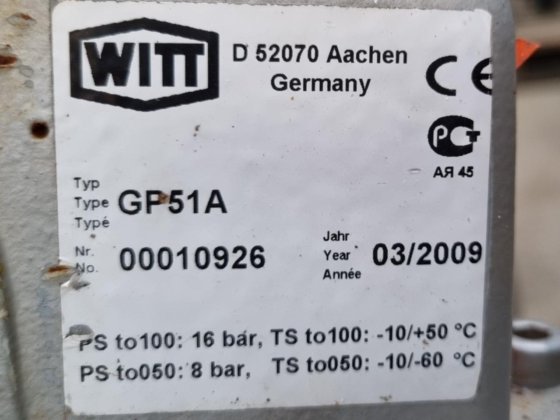 WITT
D 52070 Aachen
Germany
CE
РСТ
АЯ 45
Typ
Type GP51A
Typé
Nr.
No. 00010926
Jahr
Year 03/2009
Année
PS to100: 16 bar, TS to100: -10/+50 °C
PS to050: 8 bar, TS to050: -10/-60 °C